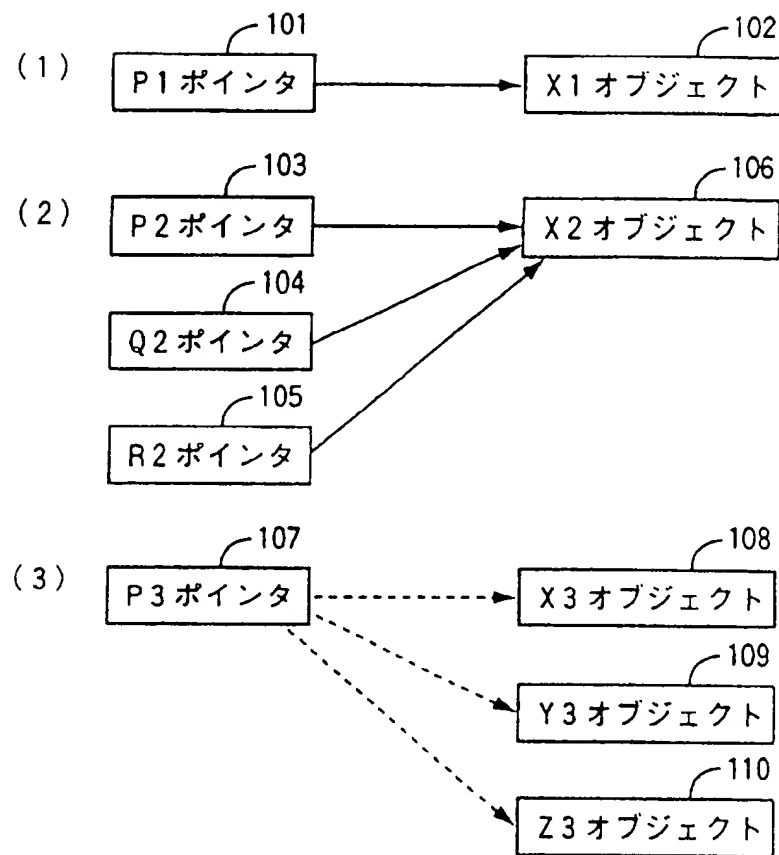 101
102
(1)
P1ポインタ
X1オブジェクト
103
106
(2)
P2ポインタ
X2オブジェクト
104
Q2ポインタ
105
R2ポインタ
107
108
(3)
P3ポインタ
X3オブジェクト
109
Y3オブジェクト
110
Z3オブジェクト